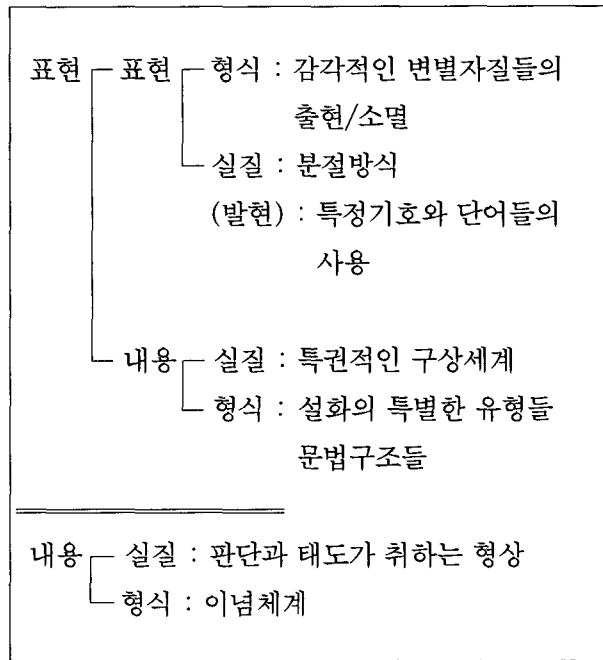 표현 표현 형식 : 감각적인 변별자질들의
출현/소멸
실질 : 분절방식
(발현) : 특정기호와 단어들의
사용
내용 실질 : 특권적인 구상세계
형식 : 설화의 특별한 유형들
문법구조들
내용 실질 : 판단과 태도가 취하는 형상
형식 : 이념체계